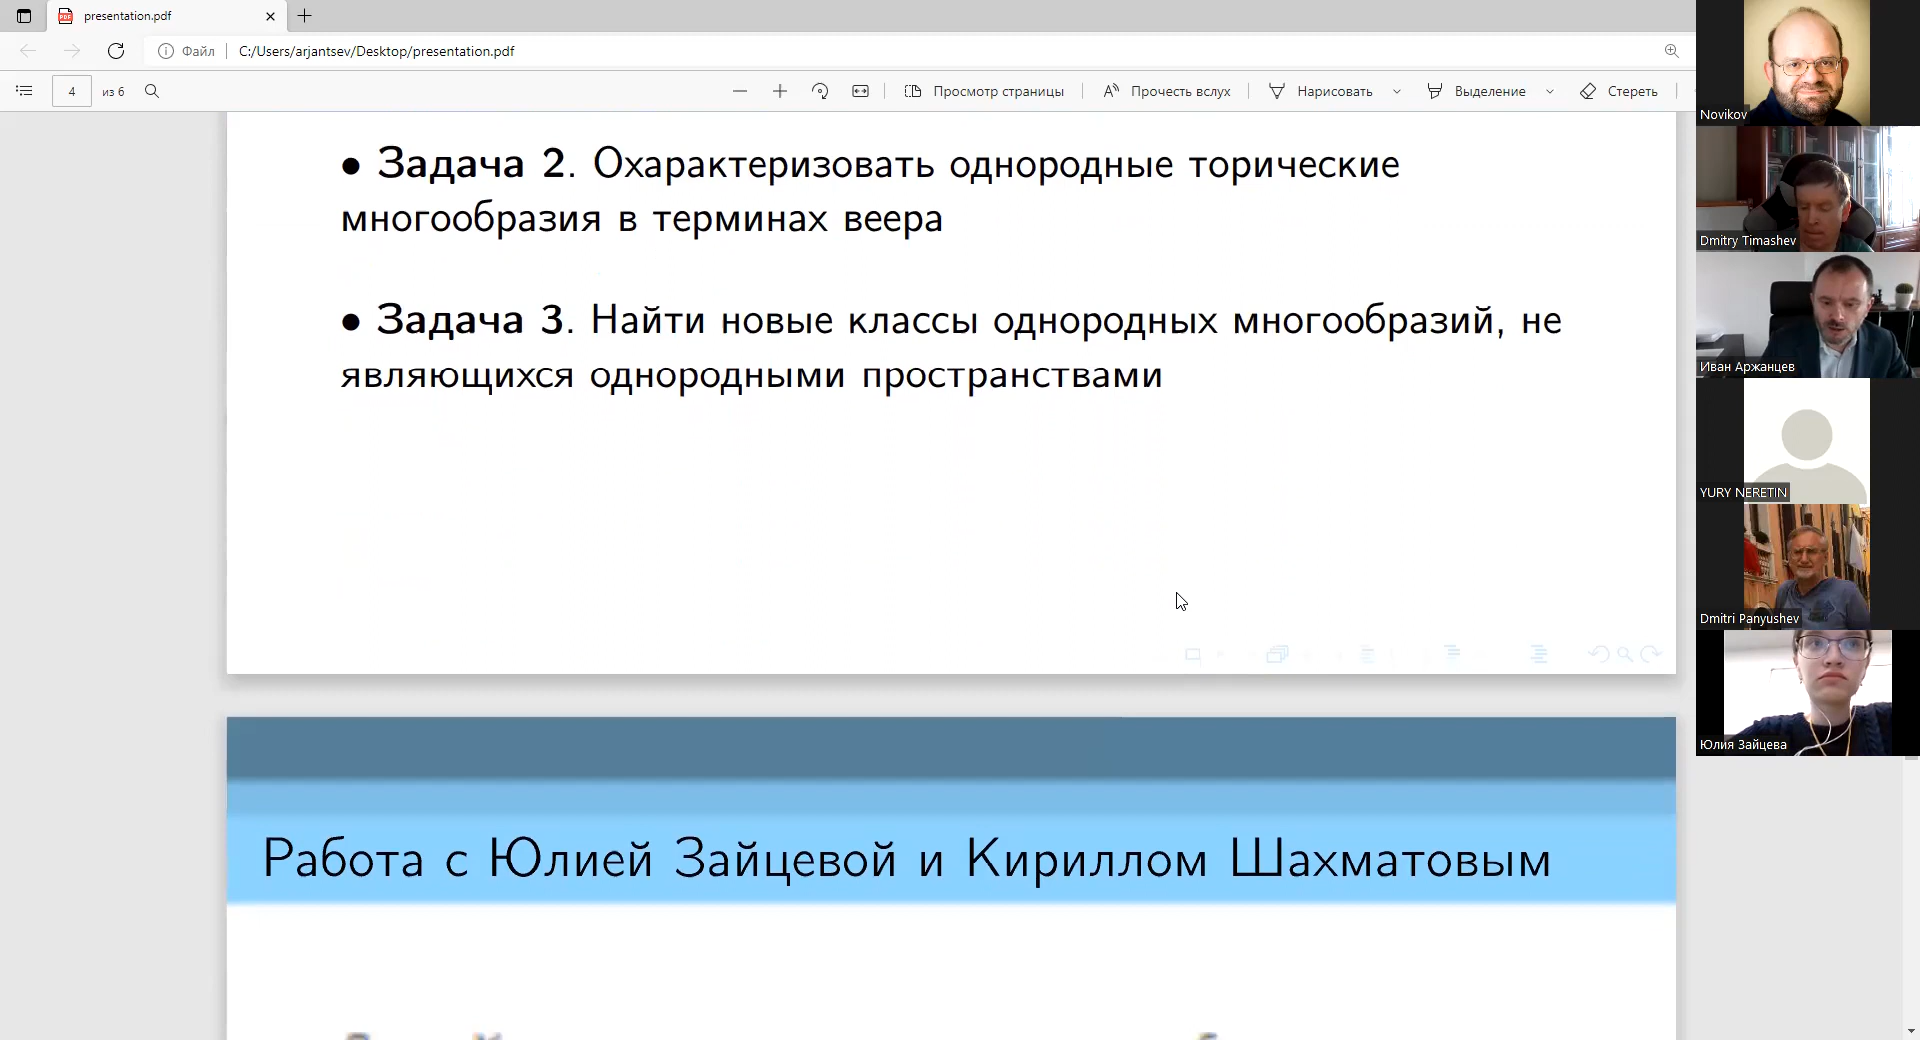 presentation.pdf
Файл
C:/Users/arjantsev/Desktop/presentation.pdf
4
из 6
Просмотр страницы
Прочесть вслух
Нарисовать
Выделение
Стереть
• Задача 2. Охарактеризовать однородные торические
многообразия в терминах веера
• Задача 3. Найти новые классы однородных многообразий, не
являющихся однородными пространствами
Работа с Юлией Зайцевой и Кириллом Шахматовым
Novikov
Dmitry Timashev
Иван Аржанцев
YURY NERETIN
Dmitri Panyushev
Юлия Зайцева